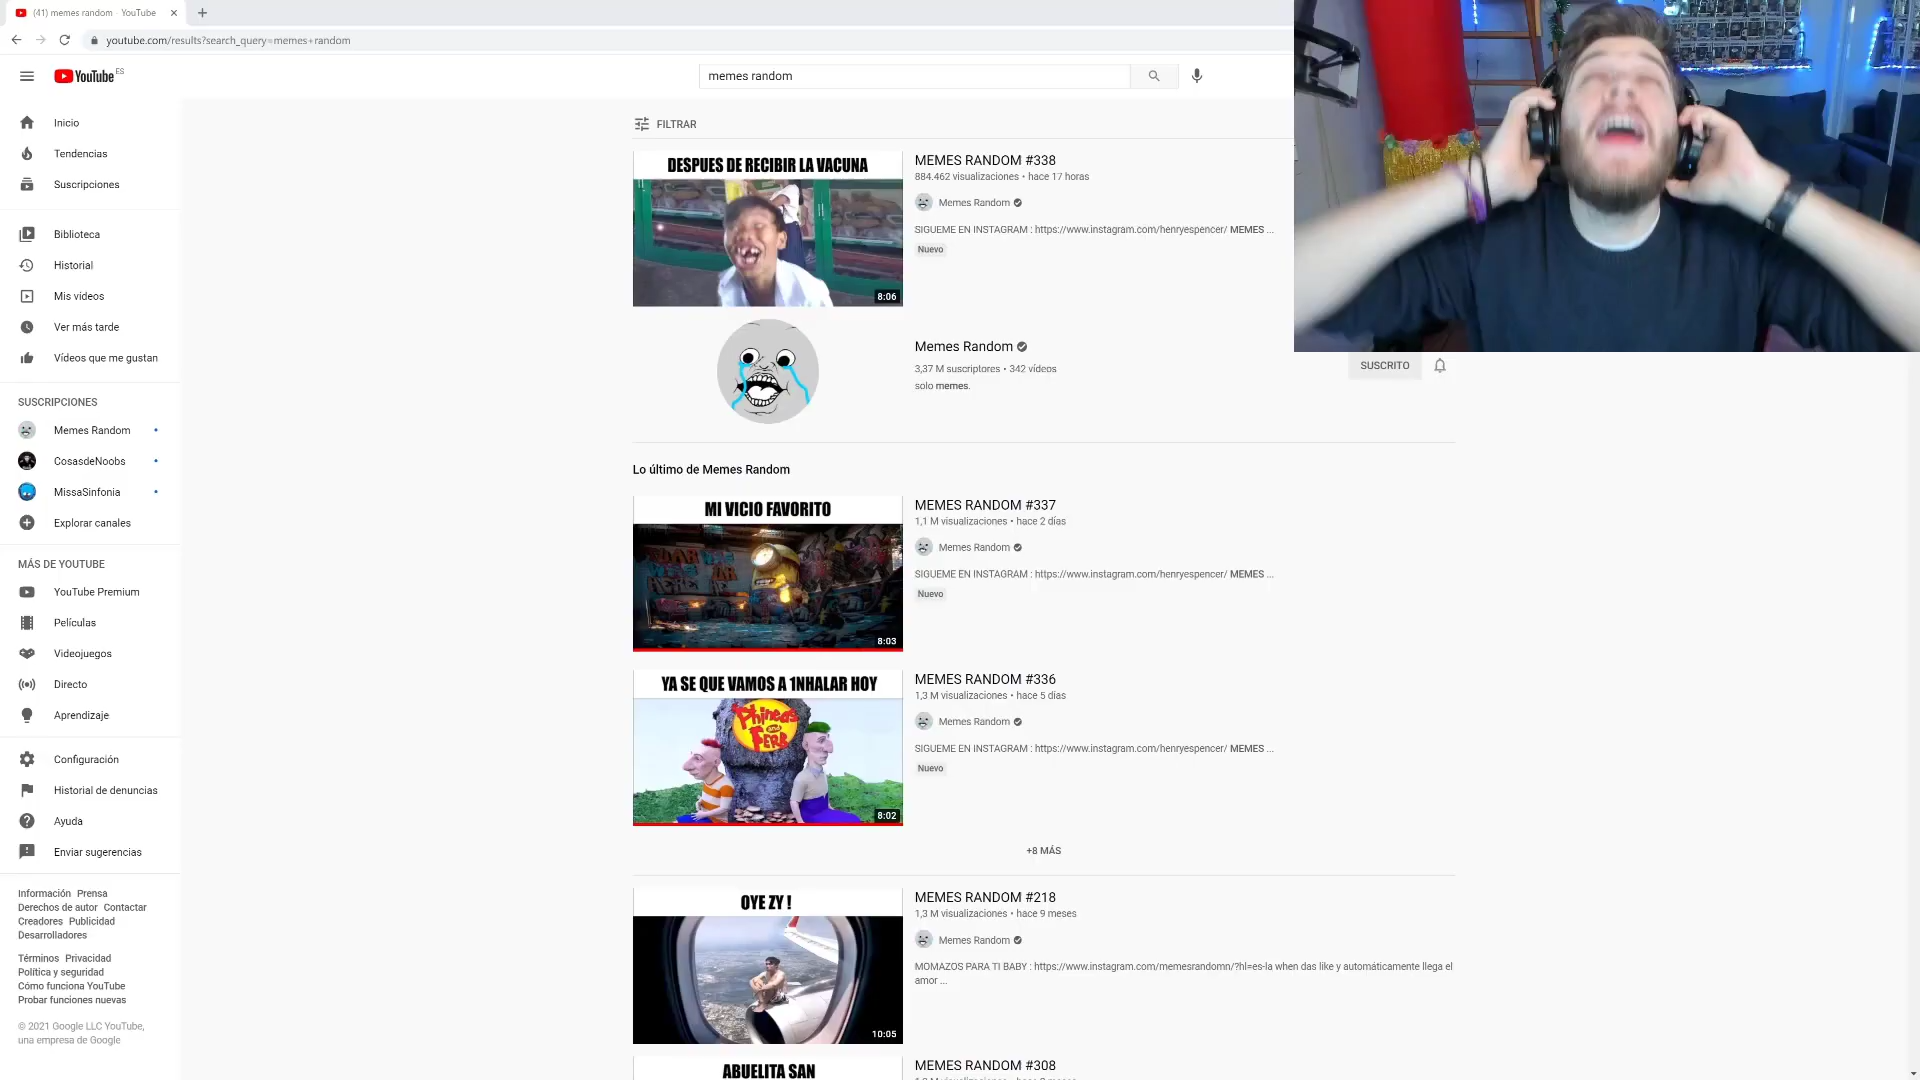 (41) memes random - YouTube
youtube.com/results?search_query=memes+random
YouTube ES
memes random
Inicio
Tendencias
Suscripciones
Biblioteca
Historial
Mis vídeos
Ver más tarde
Vídeos que me gustan
SUSCRIPCIONES
Memes Random
CosasdeNoobs
MissaSinfonia
Explorar canales
MÁS DE YOUTUBE
YouTube Premium
Películas
Videojuegos
Directo
Aprendizaje
Configuración
Historial de denuncias
Ayuda
Enviar sugerencias
Información Prensa
Derechos de autor Contactar
Creadores Publicidad
Desarrolladores
Términos Privacidad
Política y seguridad
Cómo funciona YouTube
Probar funciones nuevas
© 2021 Google LLC YouTube,
una empresa de Google
FILTRAR
DESPUES DE RECIBIR LA VACUNA
8:06
MEMES RANDOM #338
884.462 visualizaciones • hace 17 horas
Memes Random
SIGUEME EN INSTAGRAM : https://www.instagram.com/henryespencer/ MEMES ...
Nuevo
Memes Random
3,37 M suscriptores • 342 vídeos
solo memes.
SUSCRITO
Lo último de Memes Random
MI VICIO FAVORITO
8:03
MEMES RANDOM #337
1,1 M visualizaciones • hace 2 días
Memes Random
SIGUEME EN INSTAGRAM : https://www.instagram.com/henryespencer/ MEMES ...
Nuevo
YA SE QUE VAMOS A 1NHALAR HOY
Phineas
and
FERB
8:02
MEMES RANDOM #336
1,3 M visualizaciones • hace 5 días
Memes Random
SIGUEME EN INSTAGRAM : https://www.instagram.com/henryespencer/ MEMES ...
Nuevo
+8 MÁS
OYE ZY !
10:05
MEMES RANDOM #218
1,3 M visualizaciones • hace 9 meses
Memes Random
MOMAZOS PARA TI BABY : https://www.instagram.com/memesrandomn/?hl=es-la when das like y automáticamente llega el
amor ...
ABUELITA SAN
MEMES RANDOM #308